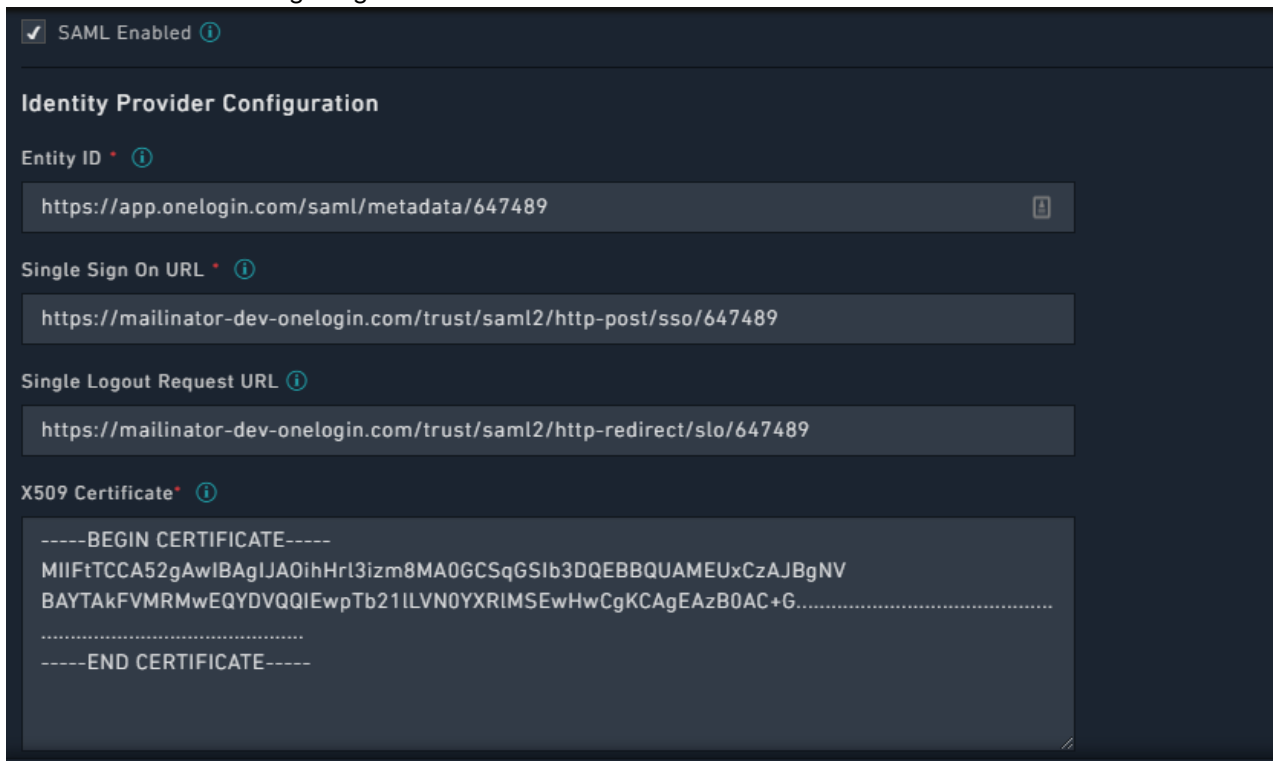 SAML Enabled
Identity Provider Configuration
Entity ID *
https://app.onelogin.com/saml/metadata/647489
Single Sign On URL *
https://mailinator-dev-onelogin.com/trust/saml2/http-post/sso/647489
Single Logout Request URL
https://mailinator-dev-onelogin.com/trust/saml2/http-redirect/slo/647489
X509 Certificate*
-----BEGIN CERTIFICATE-----
MIIFtTCCA52gAwIBAgIJAOihHrl3izm8MA0GCSqGSIb3DQEBBQUAMEUxCzAJBgNV
BAYTAkFVMRMwEQYDVQQIEwpTb21lLVN0YXRlMSEwHwCgKCAgEAzB0AC+G............................................
.............................................
-----END CERTIFICATE-----